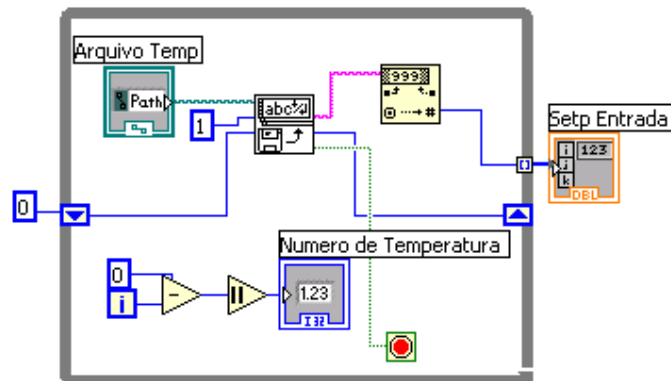 Arquivo Temp
Path
1
abc
999
#
Setp Entrada
i
j
k
123
DBL
0
Numero de Temperatura
0
i
-
1.23
I32